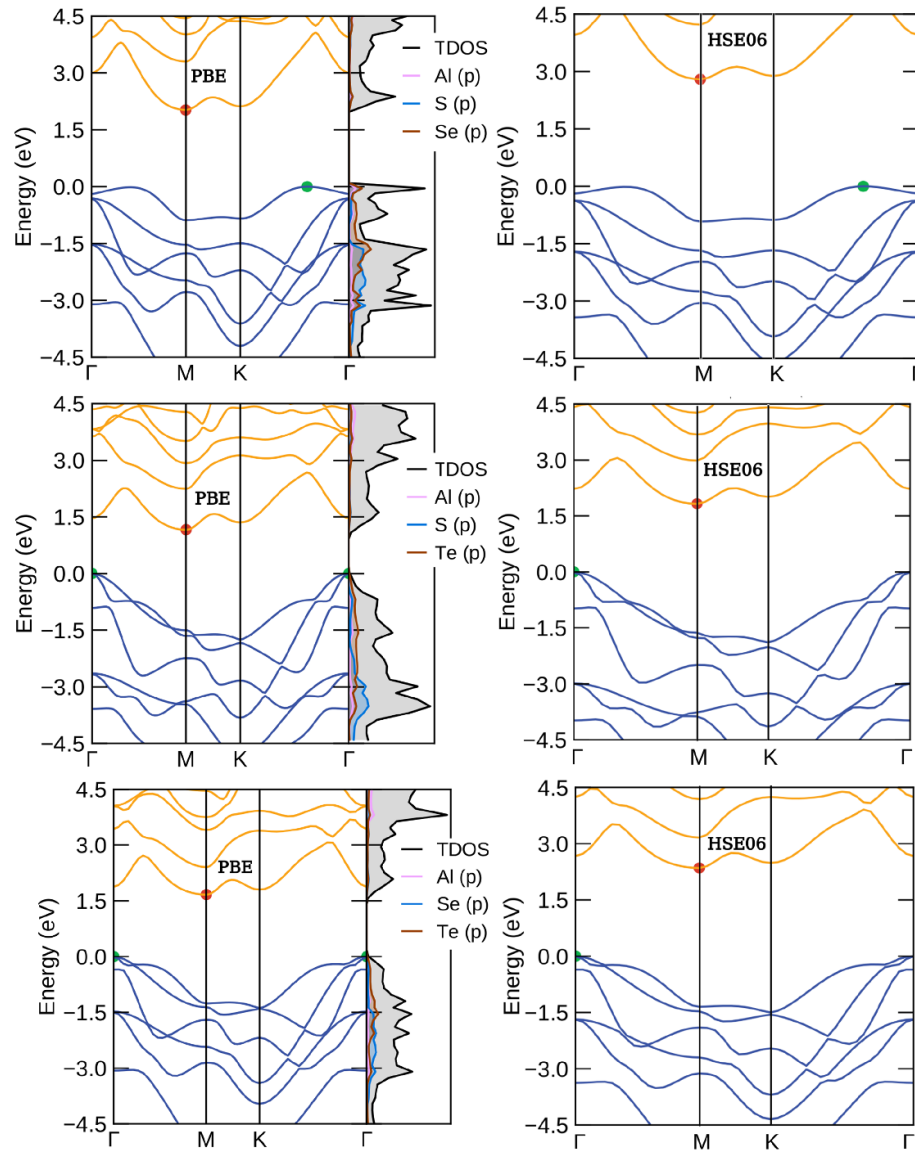 4.5
3.0
1.5
0.0
−1.5
−3.0
−4.5
Energy (eV)
PBE
Γ
M
K
Γ
TDOS
Al (p)
S (p)
Se (p)
4.5
3.0
1.5
0.0
−1.5
−3.0
−4.5
Energy (eV)
HSE06
Γ
M
K
Γ
4.5
3.0
1.5
0.0
−1.5
−3.0
−4.5
Energy (eV)
PBE
Γ
M
K
Γ
TDOS
Al (p)
S (p)
Te (p)
4.5
3.0
1.5
0.0
−1.5
−3.0
−4.5
Energy (eV)
HSE06
Γ
M
K
Γ
4.5
3.0
1.5
0.0
−1.5
−3.0
−4.5
Energy (eV)
PBE
Γ
M
K
Γ
TDOS
Al (p)
Se (p)
Te (p)
4.5
3.0
1.5
0.0
−1.5
−3.0
−4.5
Energy (eV)
HSE06
Γ
M
K
Γ